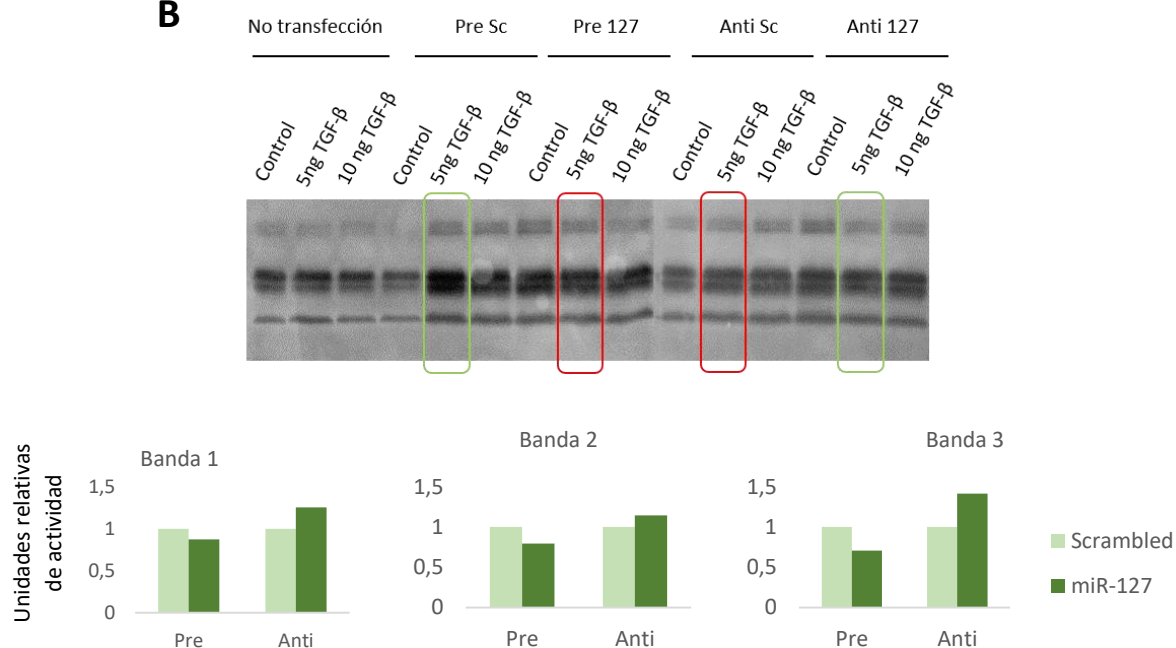 B
No transfección
Pre Sc
Pre 127
Anti Sc
Anti 127
Control
5ng TGF-β
10 ng TGF-β
Control
5ng TGF-β
10 ng TGF-β
Control
5ng TGF-β
10 ng TGF-β
Control
5ng TGF-β
10 ng TGF-β
Control
5ng TGF-β
10 ng TGF-β
Unidades relativas
de actividad
Banda 1
1,5
1
0,5
0
Pre
Anti
Banda 2
1,5
1
0,5
0
Pre
Anti
Banda 3
1,5
1
0,5
0
Pre
Anti
Scrambled
miR-127